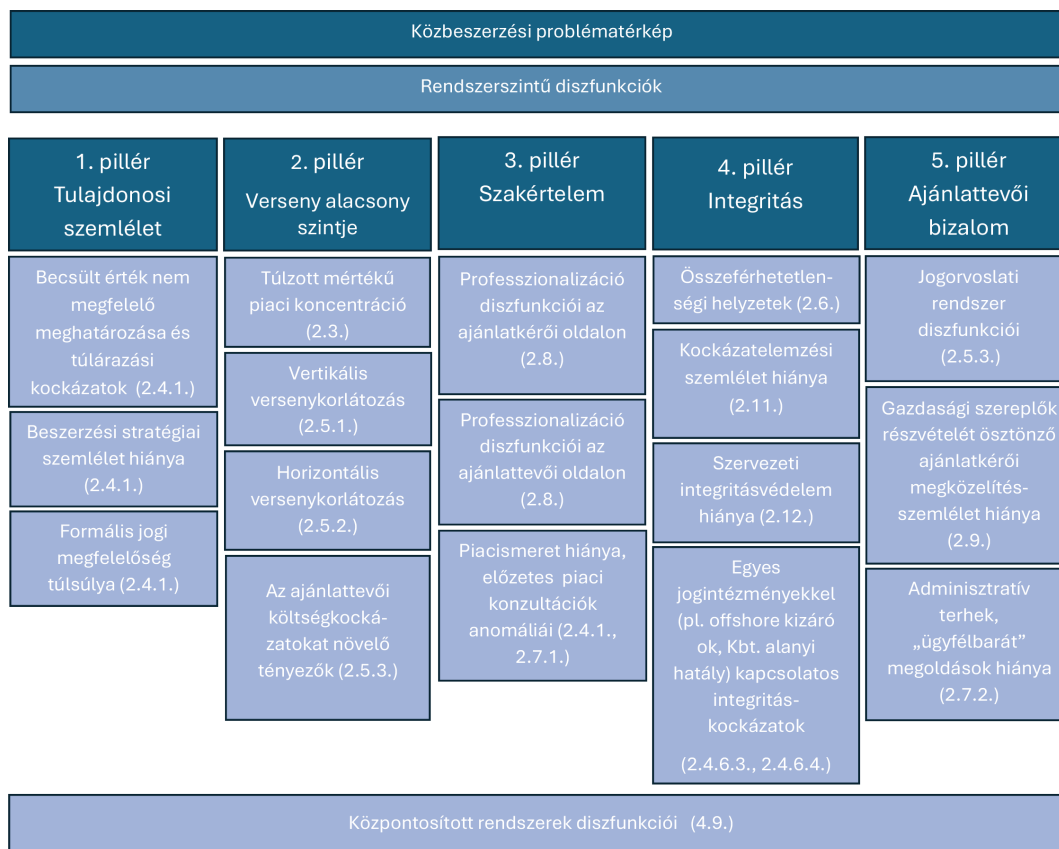 Közbeszerzési problématérkép
Rendszerszintű diszfunkciók
1. pillér
Tulajdonosi
szemlélet
Becsült érték nem
megfelelő
meghatározása és
túlárazási
kockázatok (2.4.1.)
Beszerzési stratégiai
szemlélet hiánya
(2.4.1.)
Formális jogi
megfelelőség
túlsúlya (2.4.1.)
2. pillér
Verseny alacsony
szintje
Túlzott mértékű
piaci koncentráció
(2.3.)
Vertikális
versenykorlátozás
(2.5.1.)
Horizontális
versenykorlátozás
(2.5.2.)
Az ajánlattevői
költségkocká-
zatokat növelő
tényezők (2.5.3.)
3. pillér
Szakértelem
Professzionalizáció
diszfunkciói az
ajánlatkérői oldalon
(2.8.)
Professzionalizáció
diszfunkciói az
ajánlattevői oldalon
(2.8.)
Piacismeret hiánya,
előzetes piaci
konzultációk
anomáliái (2.4.1.,
2.7.1.)
4. pillér
Integritás
Összeférhetetlen-
ségi helyzetek (2.6.)
Kockázatelemzési
szemlélet hiánya
(2.11.)
Szervezeti
integritásvédelem
hiánya (2.12.)
Egyes
jogintézményekkel
(pl. offshore kizáró
ok, Kbt. alanyi
hatály) kapcsolatos
integritás-
kockázatok
(2.4.6.3., 2.4.6.4.)
5. pillér
Ajánlattevői
bizalom
Jogorvoslati
rendszer
diszfunkciói
(2.5.3.)
Gazdasági szereplők
részvételét ösztönző
ajánlatkérői
megközelítés-
szemlélet hiánya
(2.9.)
Adminisztratív
terhek,
„ügyfélbarát”
megoldások hiánya
(2.7.2.)
Központosított rendszerek diszfunkciói (4.9.)